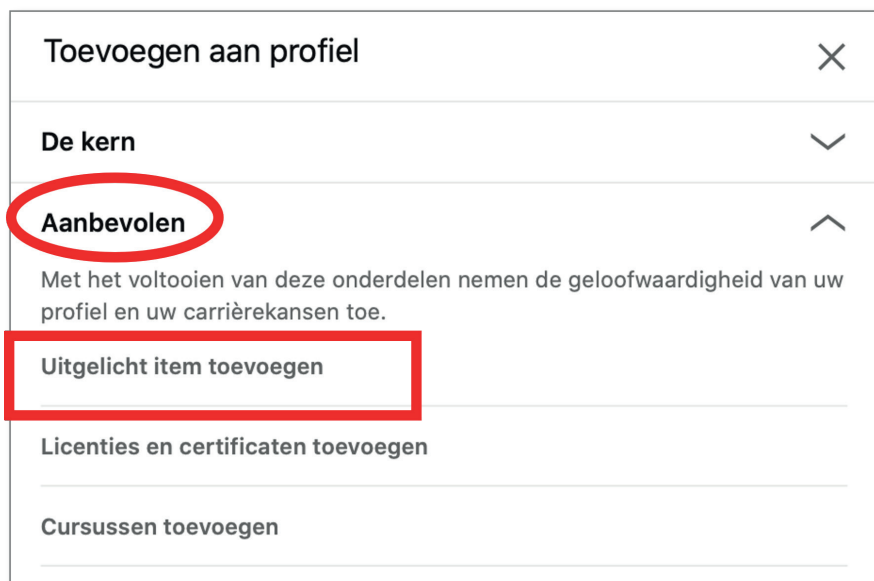 Toevoegen aan profiel
De kern
Aanbevolen
Met het voltooien van deze onderdelen nemen de geloofwaardigheid van uw
profiel en uw carrièrekansen toe.
Uitgelicht item toevoegen
Licenties en certificaten toevoegen
Cursussen toevoegen